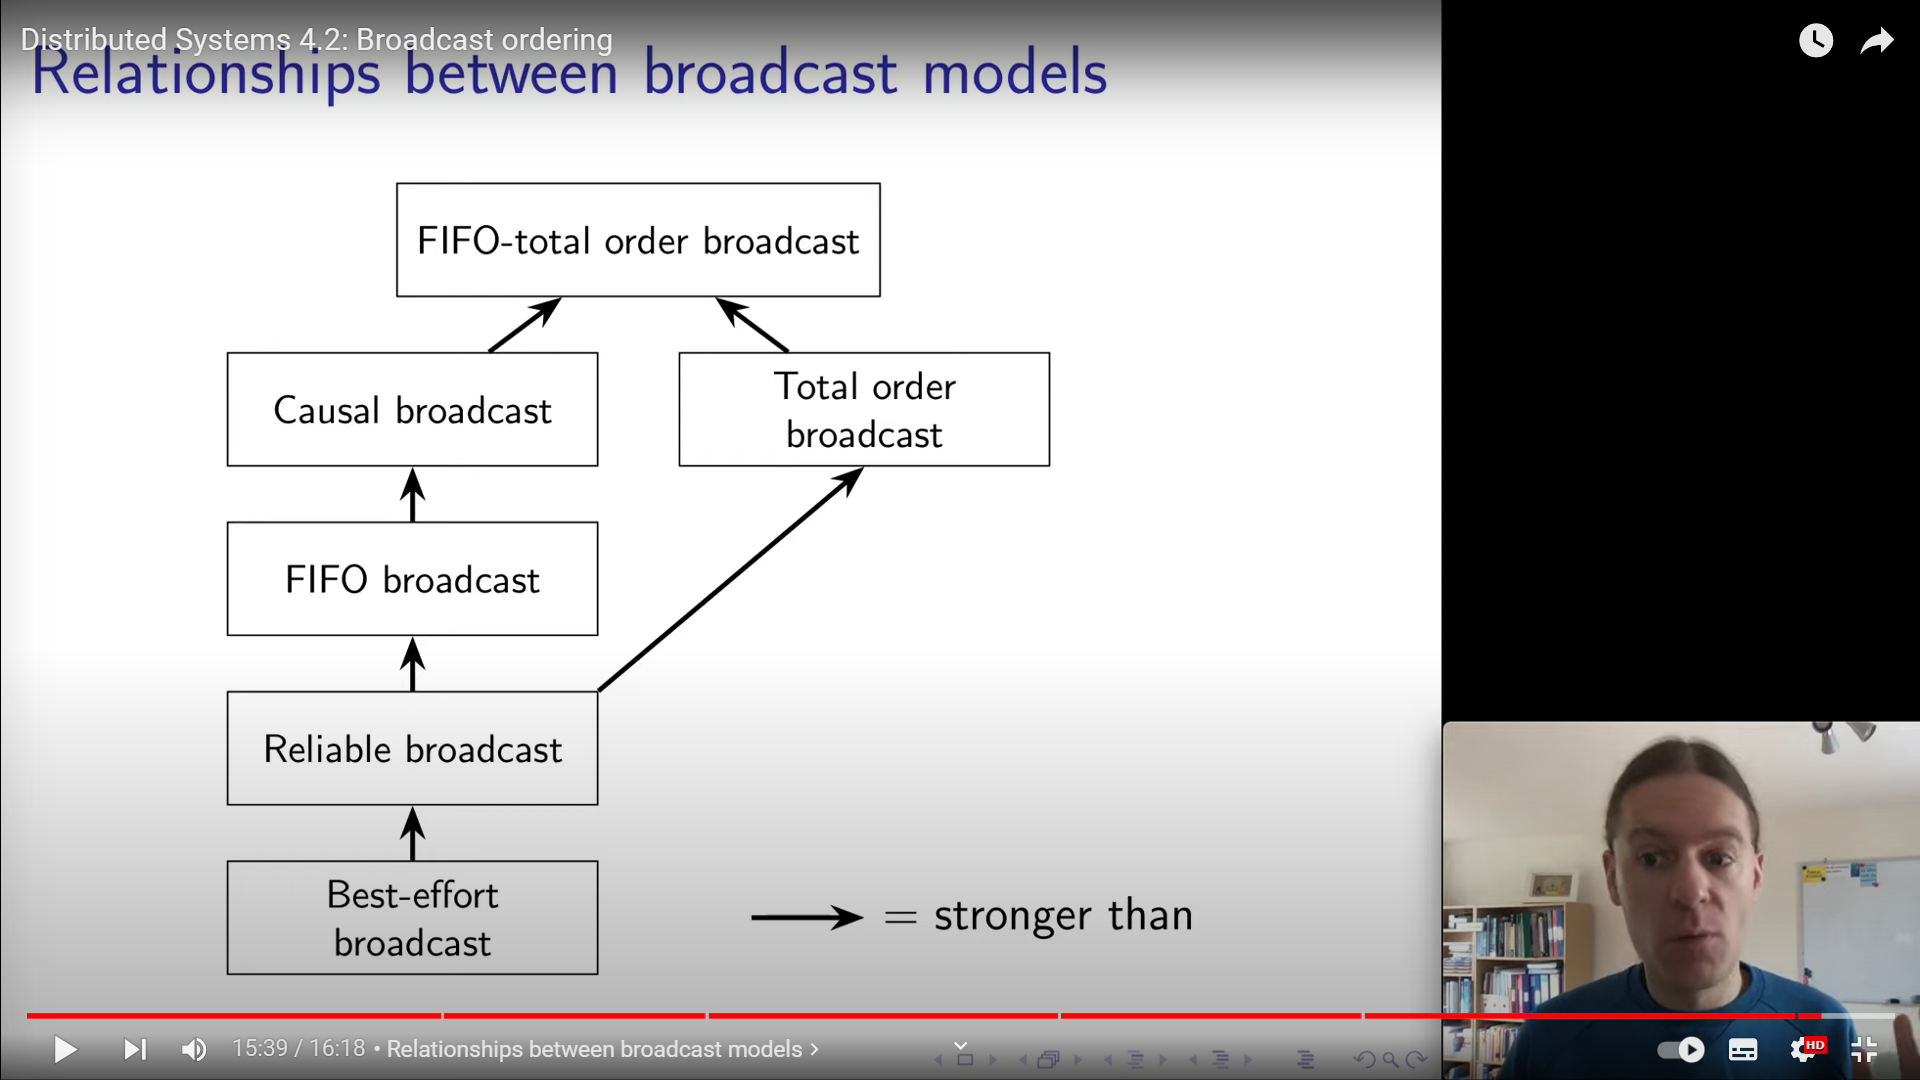 Distributed Systems 4.2: Broadcast ordering
Relationships between broadcast models
FIFO-total order broadcast
Causal broadcast
Total order
broadcast
FIFO broadcast
Reliable broadcast
Best-effort
broadcast
= stronger than
15:39 / 16:18 • Relationships between broadcast models ›
HD